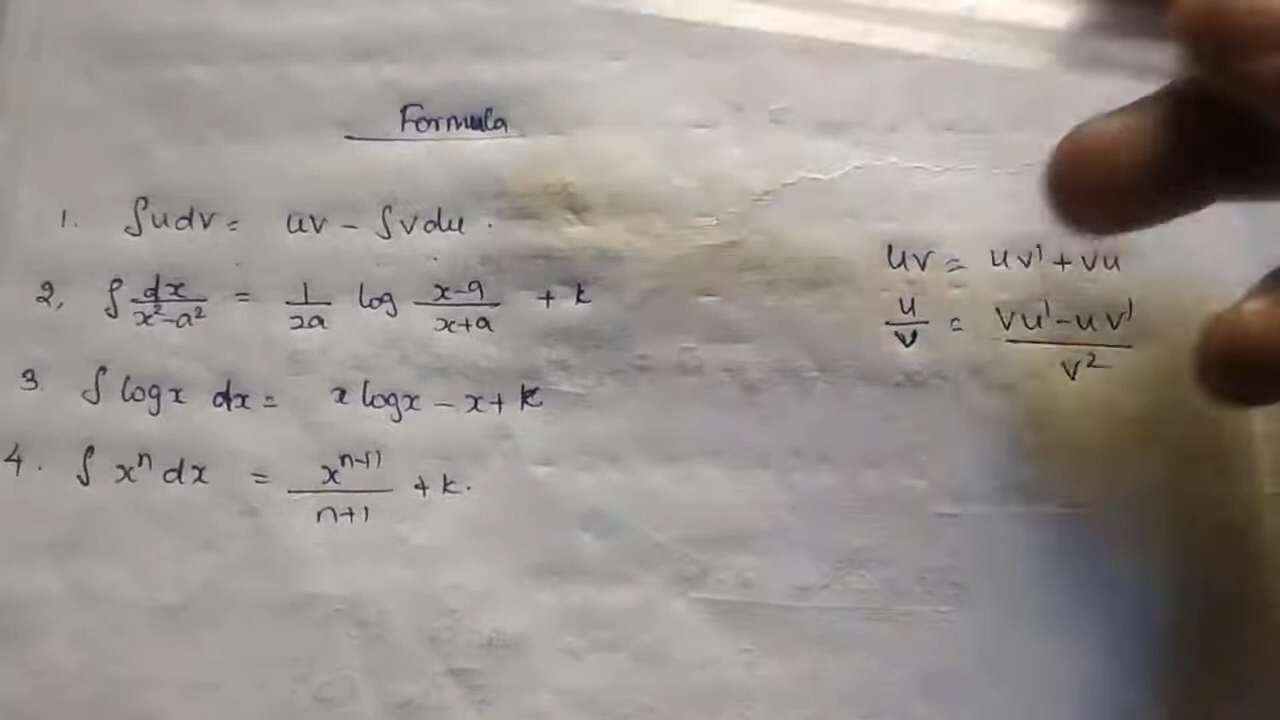 Formula
1. ∫udv = uv - ∫vdu.
2, ∫ dx/(x²-a²) = 1/2a log (x-a)/(x+a) + k
3. ∫ log x dx = x log x - x + k
4. ∫ xⁿ dx = xⁿ⁺¹/(n+1) + k.
uv = uv' + vu
u/v = (vu' - uv')/v²